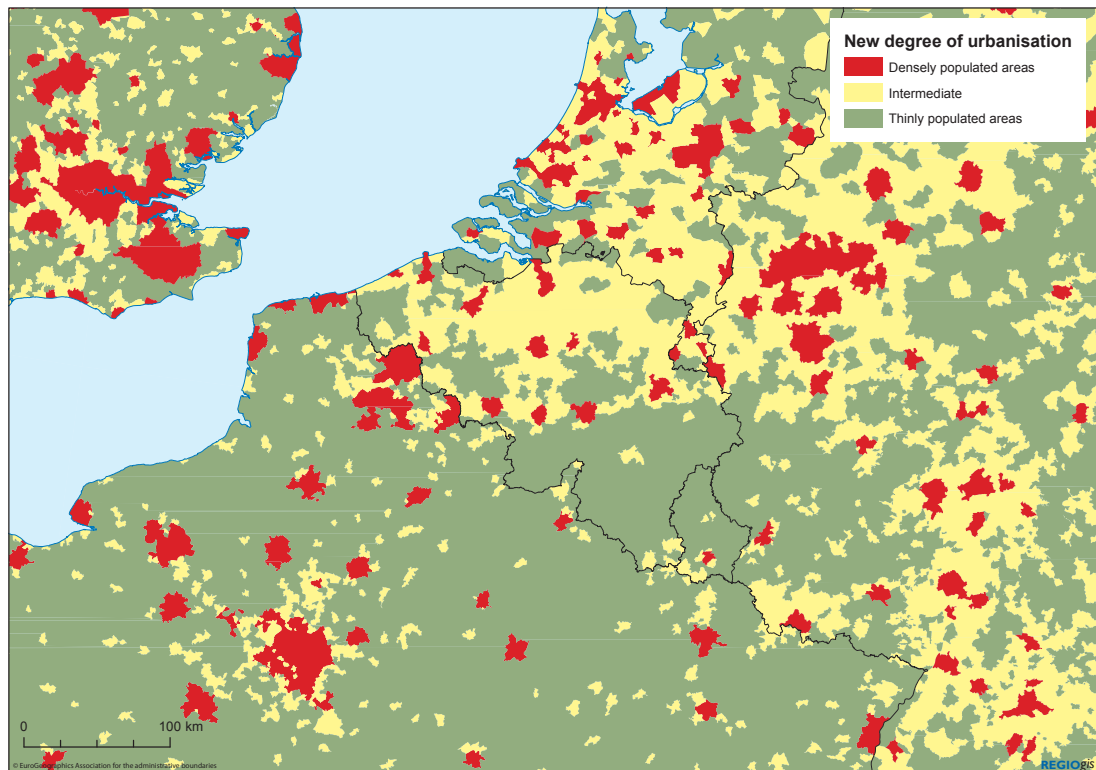 New degree of urbanisation
Densely populated areas
Intermediate
Thinly populated areas
0 100 km
© EuroGeographics Association for the administrative boundaries
REGIOgis